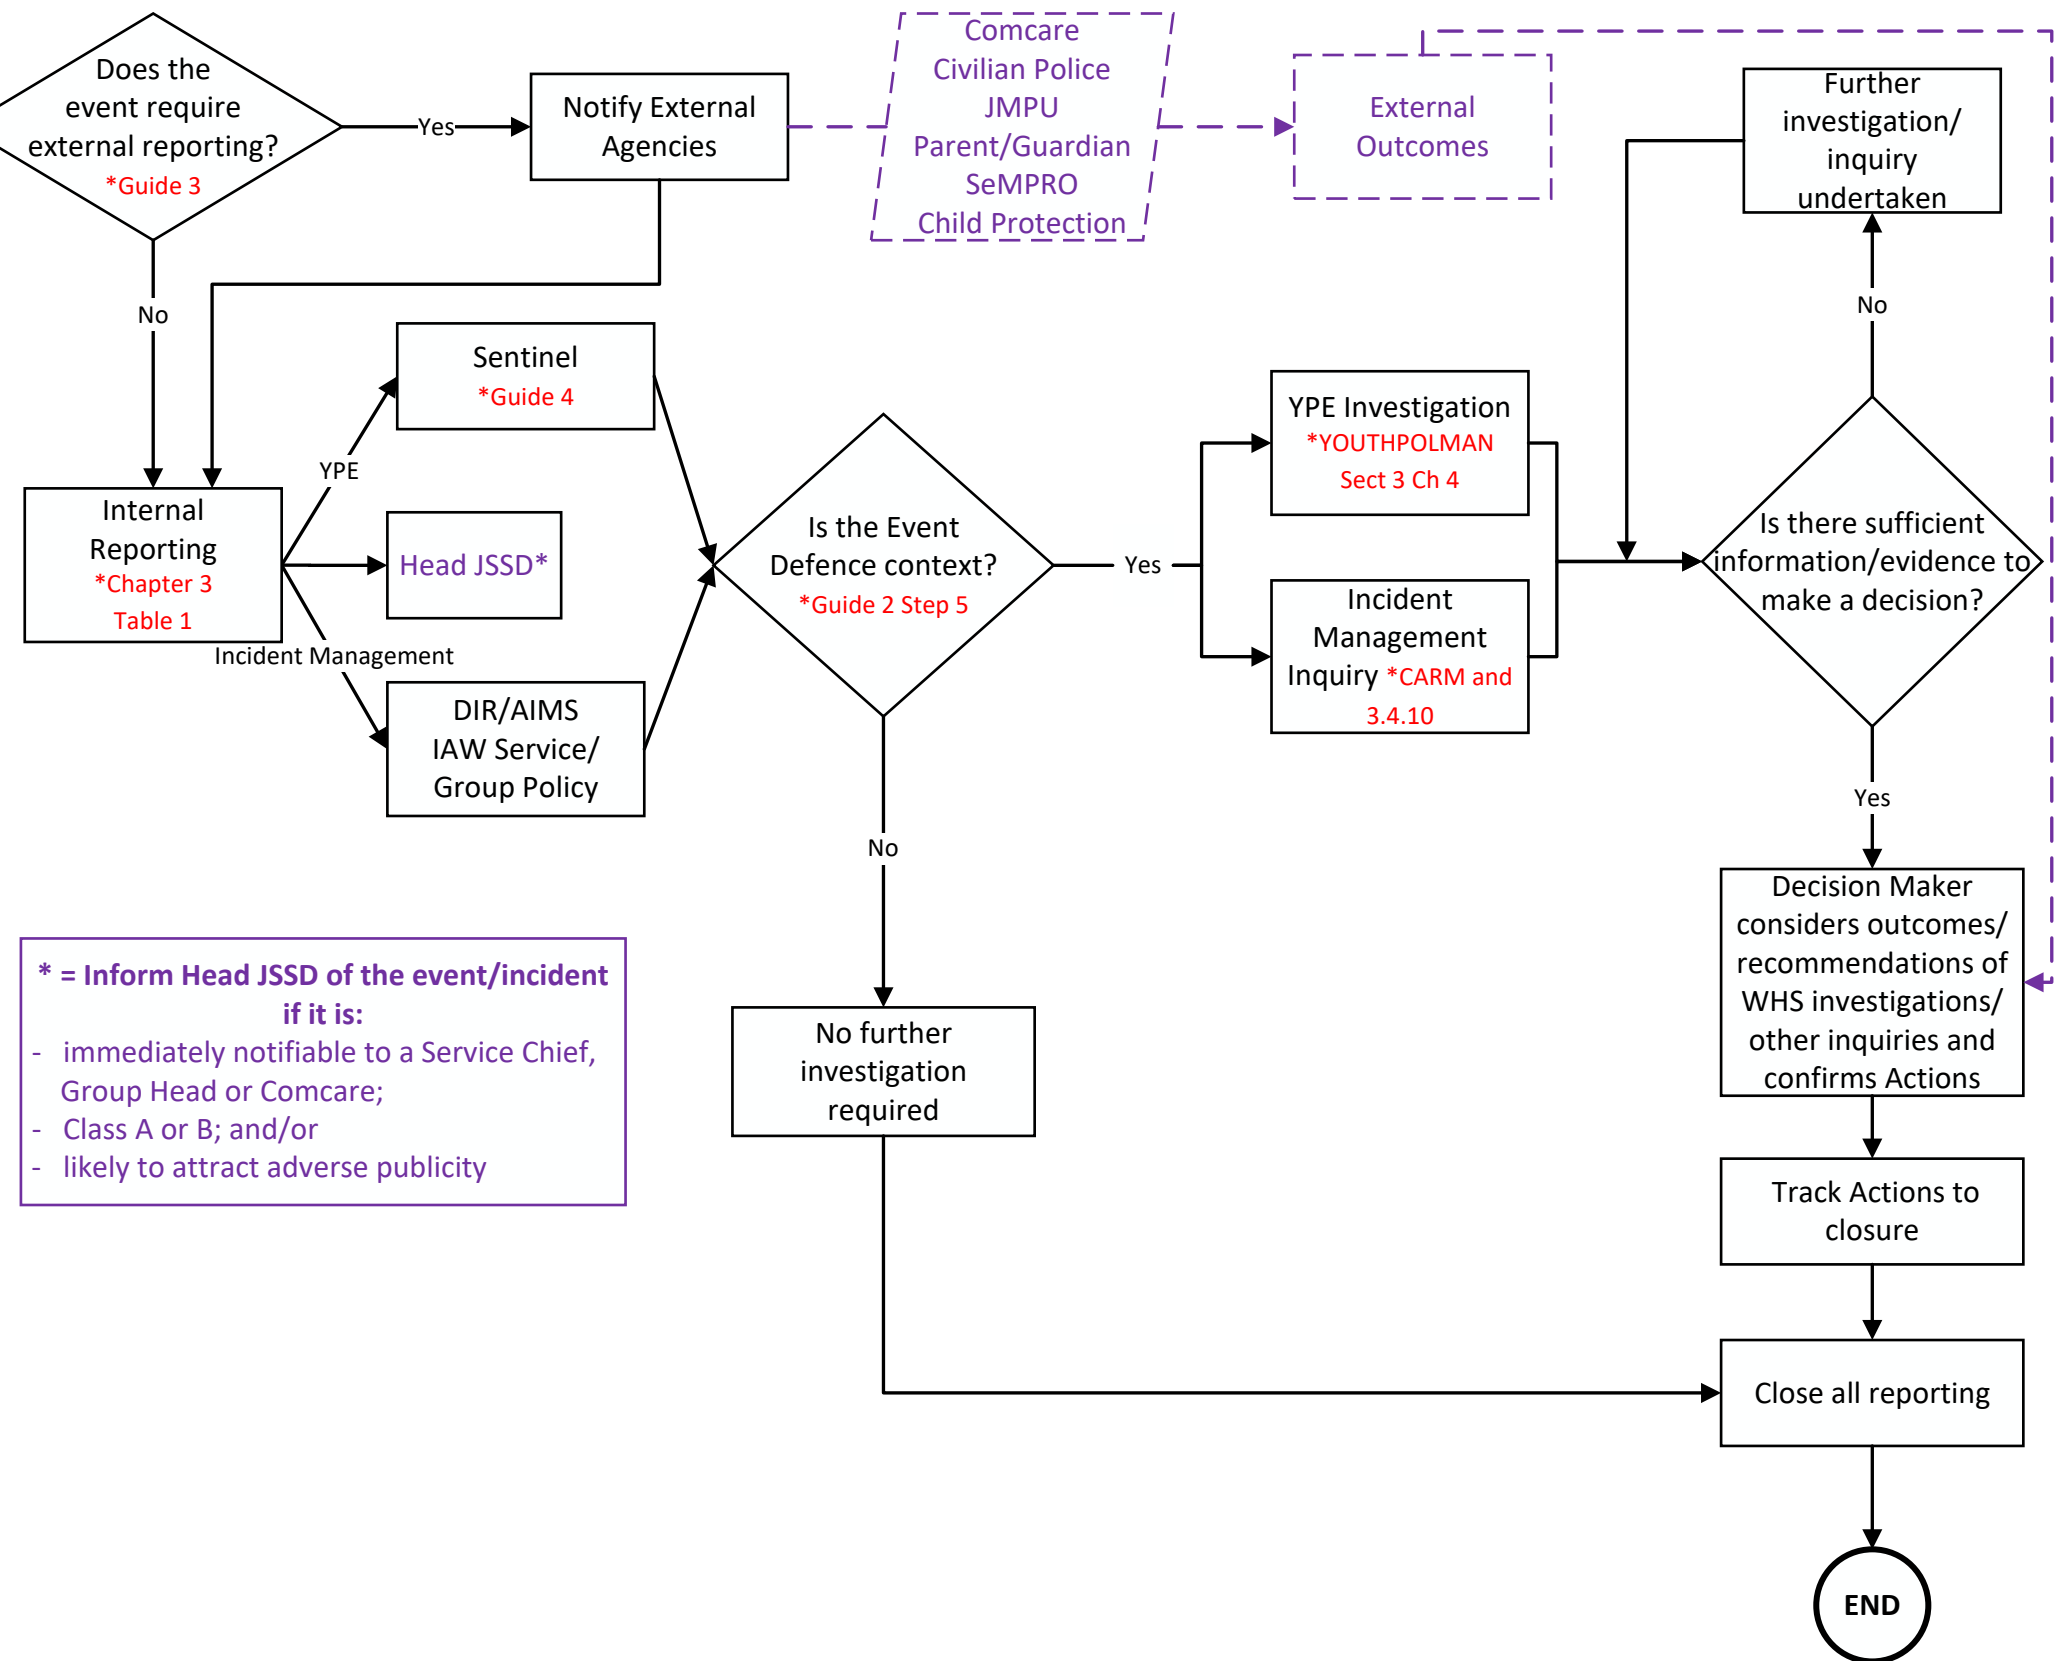 Does the
event require
external reporting?
*Guide 3
Yes
Notify External
Agencies
Comcare
Civilian Police
JMPU
Parent/Guardian
SeMPRO
Child Protection
External
Outcomes
Further
investigation/
inquiry
undertaken
No
No
Internal
Reporting
*Chapter 3
Table 1
YPE
Sentinel
*Guide 4
Head JSSD*
Incident Management
DIR/AIMS
IAW Service/
Group Policy
Is the Event
Defence context?
*Guide 2 Step 5
Yes
YPE Investigation
*YOUTHPOLMAN
Sect 3 Ch 4
Incident
Management
Inquiry *CARM and
3.4.10
Is there sufficient
information/evidence to
make a decision?
Yes
No
No further
investigation
required
Decision Maker
considers outcomes/
recommendations of
WHS investigations/
other inquiries and
confirms Actions
Track Actions to
closure
Close all reporting
END
* = Inform Head JSSD of the event/incident
if it is:
- immediately notifiable to a Service Chief,
Group Head or Comcare;
- Class A or B; and/or
- likely to attract adverse publicity